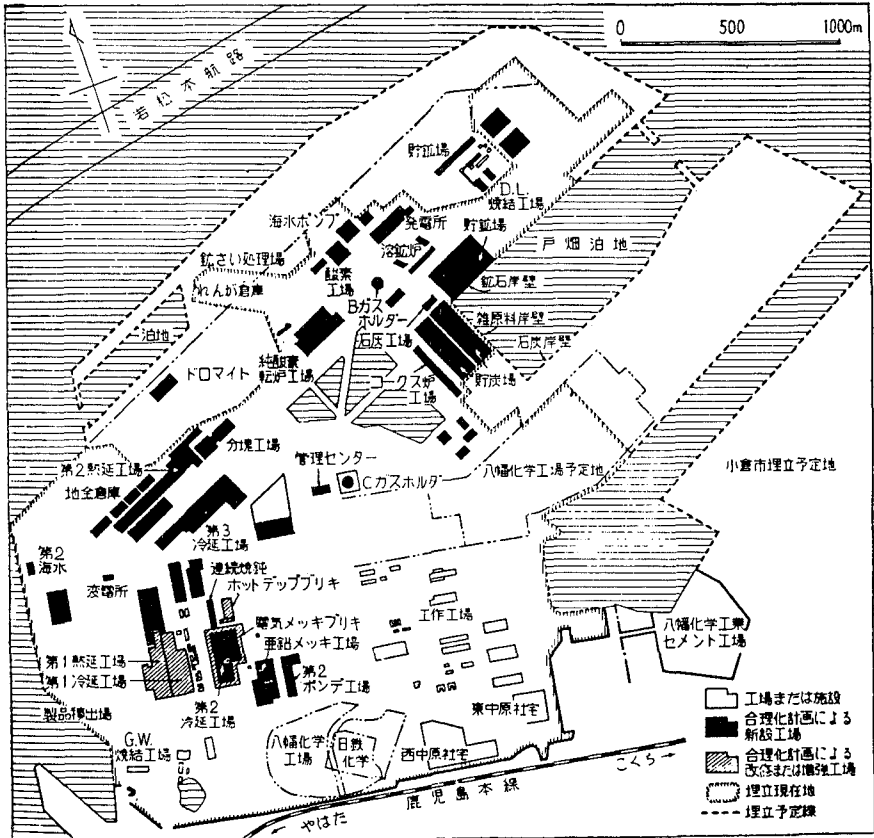 0 500 1000m
若松本航路
貯鉱場
D.L.
焼結工場
海水ポンプ
発電所
貯鉱場
溶鉱炉
戸畑泊地
鉱さい処理場
酸素
工場
鉱石岸壁
れんが倉庫
Bガス
ホルダー
雑原料岸壁
泊地
石灰工場
石炭岸壁
純酸素
転炉工場
ドロマイト
コークス炉
工場
貯炭場
分塊工場
管理センター
第2熱延工場
Cガスホルダ
八幡化学工場予定地
小倉市埋立予定地
倉庫
第3
冷延工場
第2
海水
連続焼鈍
ホットデップブリキ
電気メッキブリキ
工作工場
亜鉛メッキ工場
八幡化学工業
セメント工場
第1熱延工場
第1冷延工場
第2
ボンデ工場
第2
冷延工場
東中原社宅
製品積出場
G.W.
焼結工場
八幡化学
工場
日鉄
化学
西中原社宅
工場または施設
合理化計画による
新設工場
合理化計画による
改修または増強工場
埋立現在地
埋立予定線
こくら
鹿児島本線
やはた